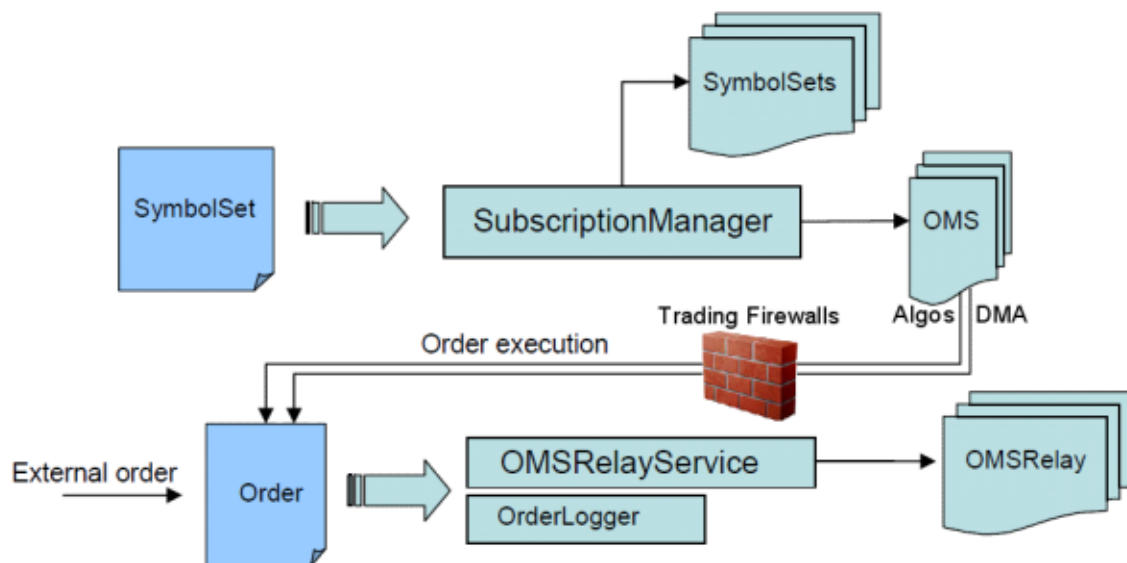 SymbolSets
SymbolSet
SubscriptionManager
OMS
Trading Firewalls
Algos
DMA
Order execution
External order
Order
OMSRelayService
OrderLogger
OMSRelay